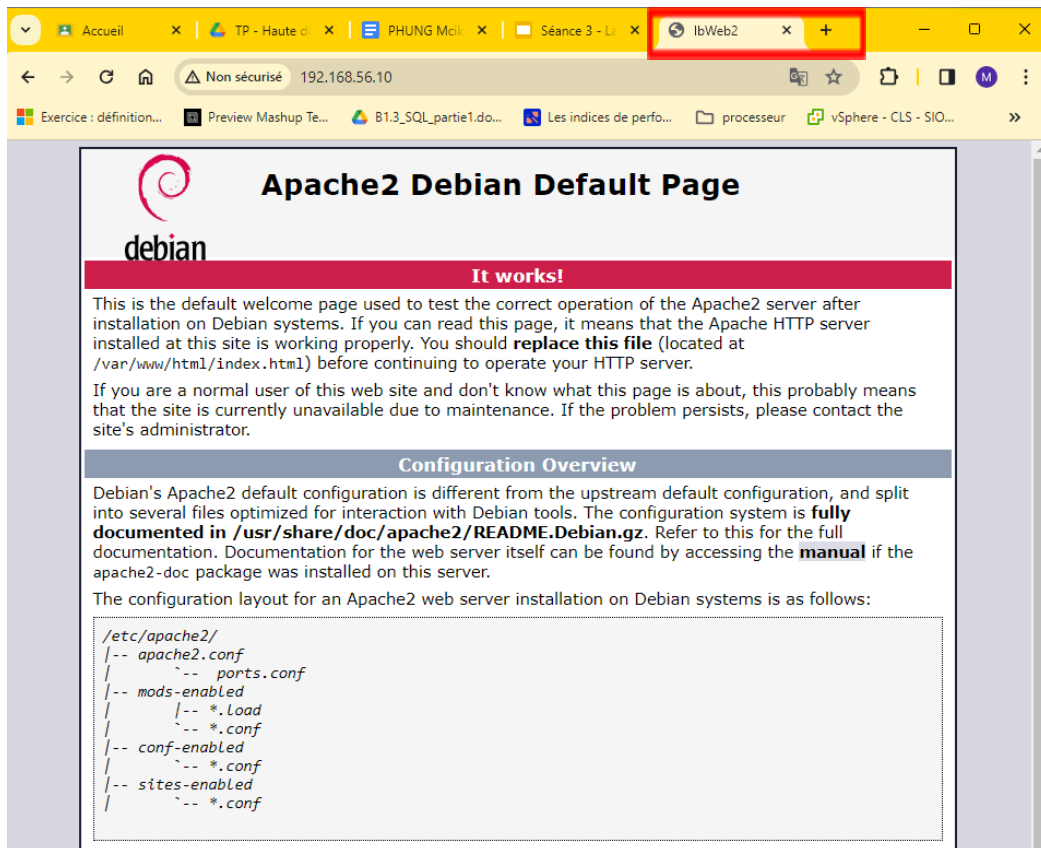 Accueil
TP - Haute d
PHUNG Mcik
Séance 3 - La
lbWeb2
Non sécurisé 192.168.56.10
M
Exercice : définition...
Preview Mashup Te...
B1.3_SQL_partie1.do...
Les indices de perfo...
processeur
vSphere - CLS - SIO...
debian
Apache2 Debian Default Page
It works!
This is the default welcome page used to test the correct operation of the Apache2 server after
installation on Debian systems. If you can read this page, it means that the Apache HTTP server
installed at this site is working properly. You should replace this file (located at
/var/www/html/index.html) before continuing to operate your HTTP server.
If you are a normal user of this web site and don't know what this page is about, this probably means
that the site is currently unavailable due to maintenance. If the problem persists, please contact the
site's administrator.
Configuration Overview
Debian's Apache2 default configuration is different from the upstream default configuration, and split
into several files optimized for interaction with Debian tools. The configuration system is fully
documented in /usr/share/doc/apache2/README.Debian.gz. Refer to this for the full
documentation. Documentation for the web server itself can be found by accessing the manual if the
apache2-doc package was installed on this server.
The configuration layout for an Apache2 web server installation on Debian systems is as follows:
/etc/apache2/
|-- apache2.conf
|       `--  ports.conf
|-- mods-enabled
|       |-- *.load
|       `-- *.conf
|-- conf-enabled
|       `-- *.conf
|-- sites-enabled
|       `-- *.conf